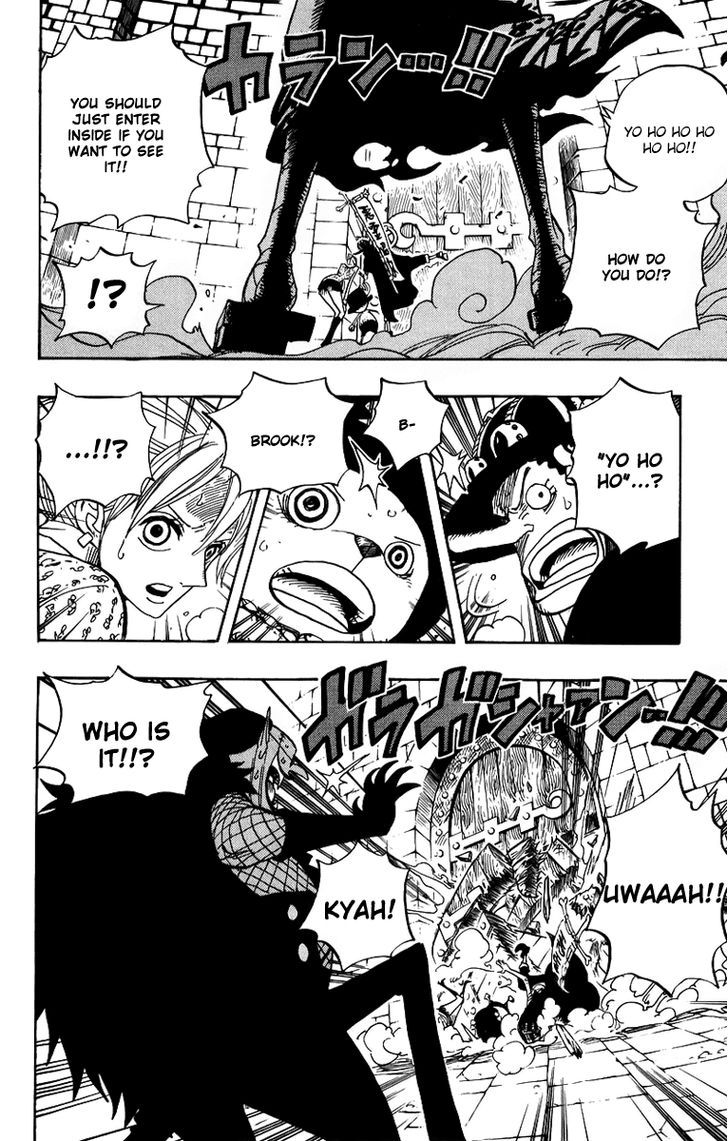 YO HO HO HO
HO HO!!
HOW DO
YOU DO!?
カラン…!!
YOU SHOULD
JUST ENTER
INSIDE IF YOU
WANT TO SEE
IT!!
!?
"YO HO
HO"...?
B-
BROOK!?
...!!?
ガラガシャアン…!!
UWAAAH!!
KYAH!
WHO IS
IT!!?